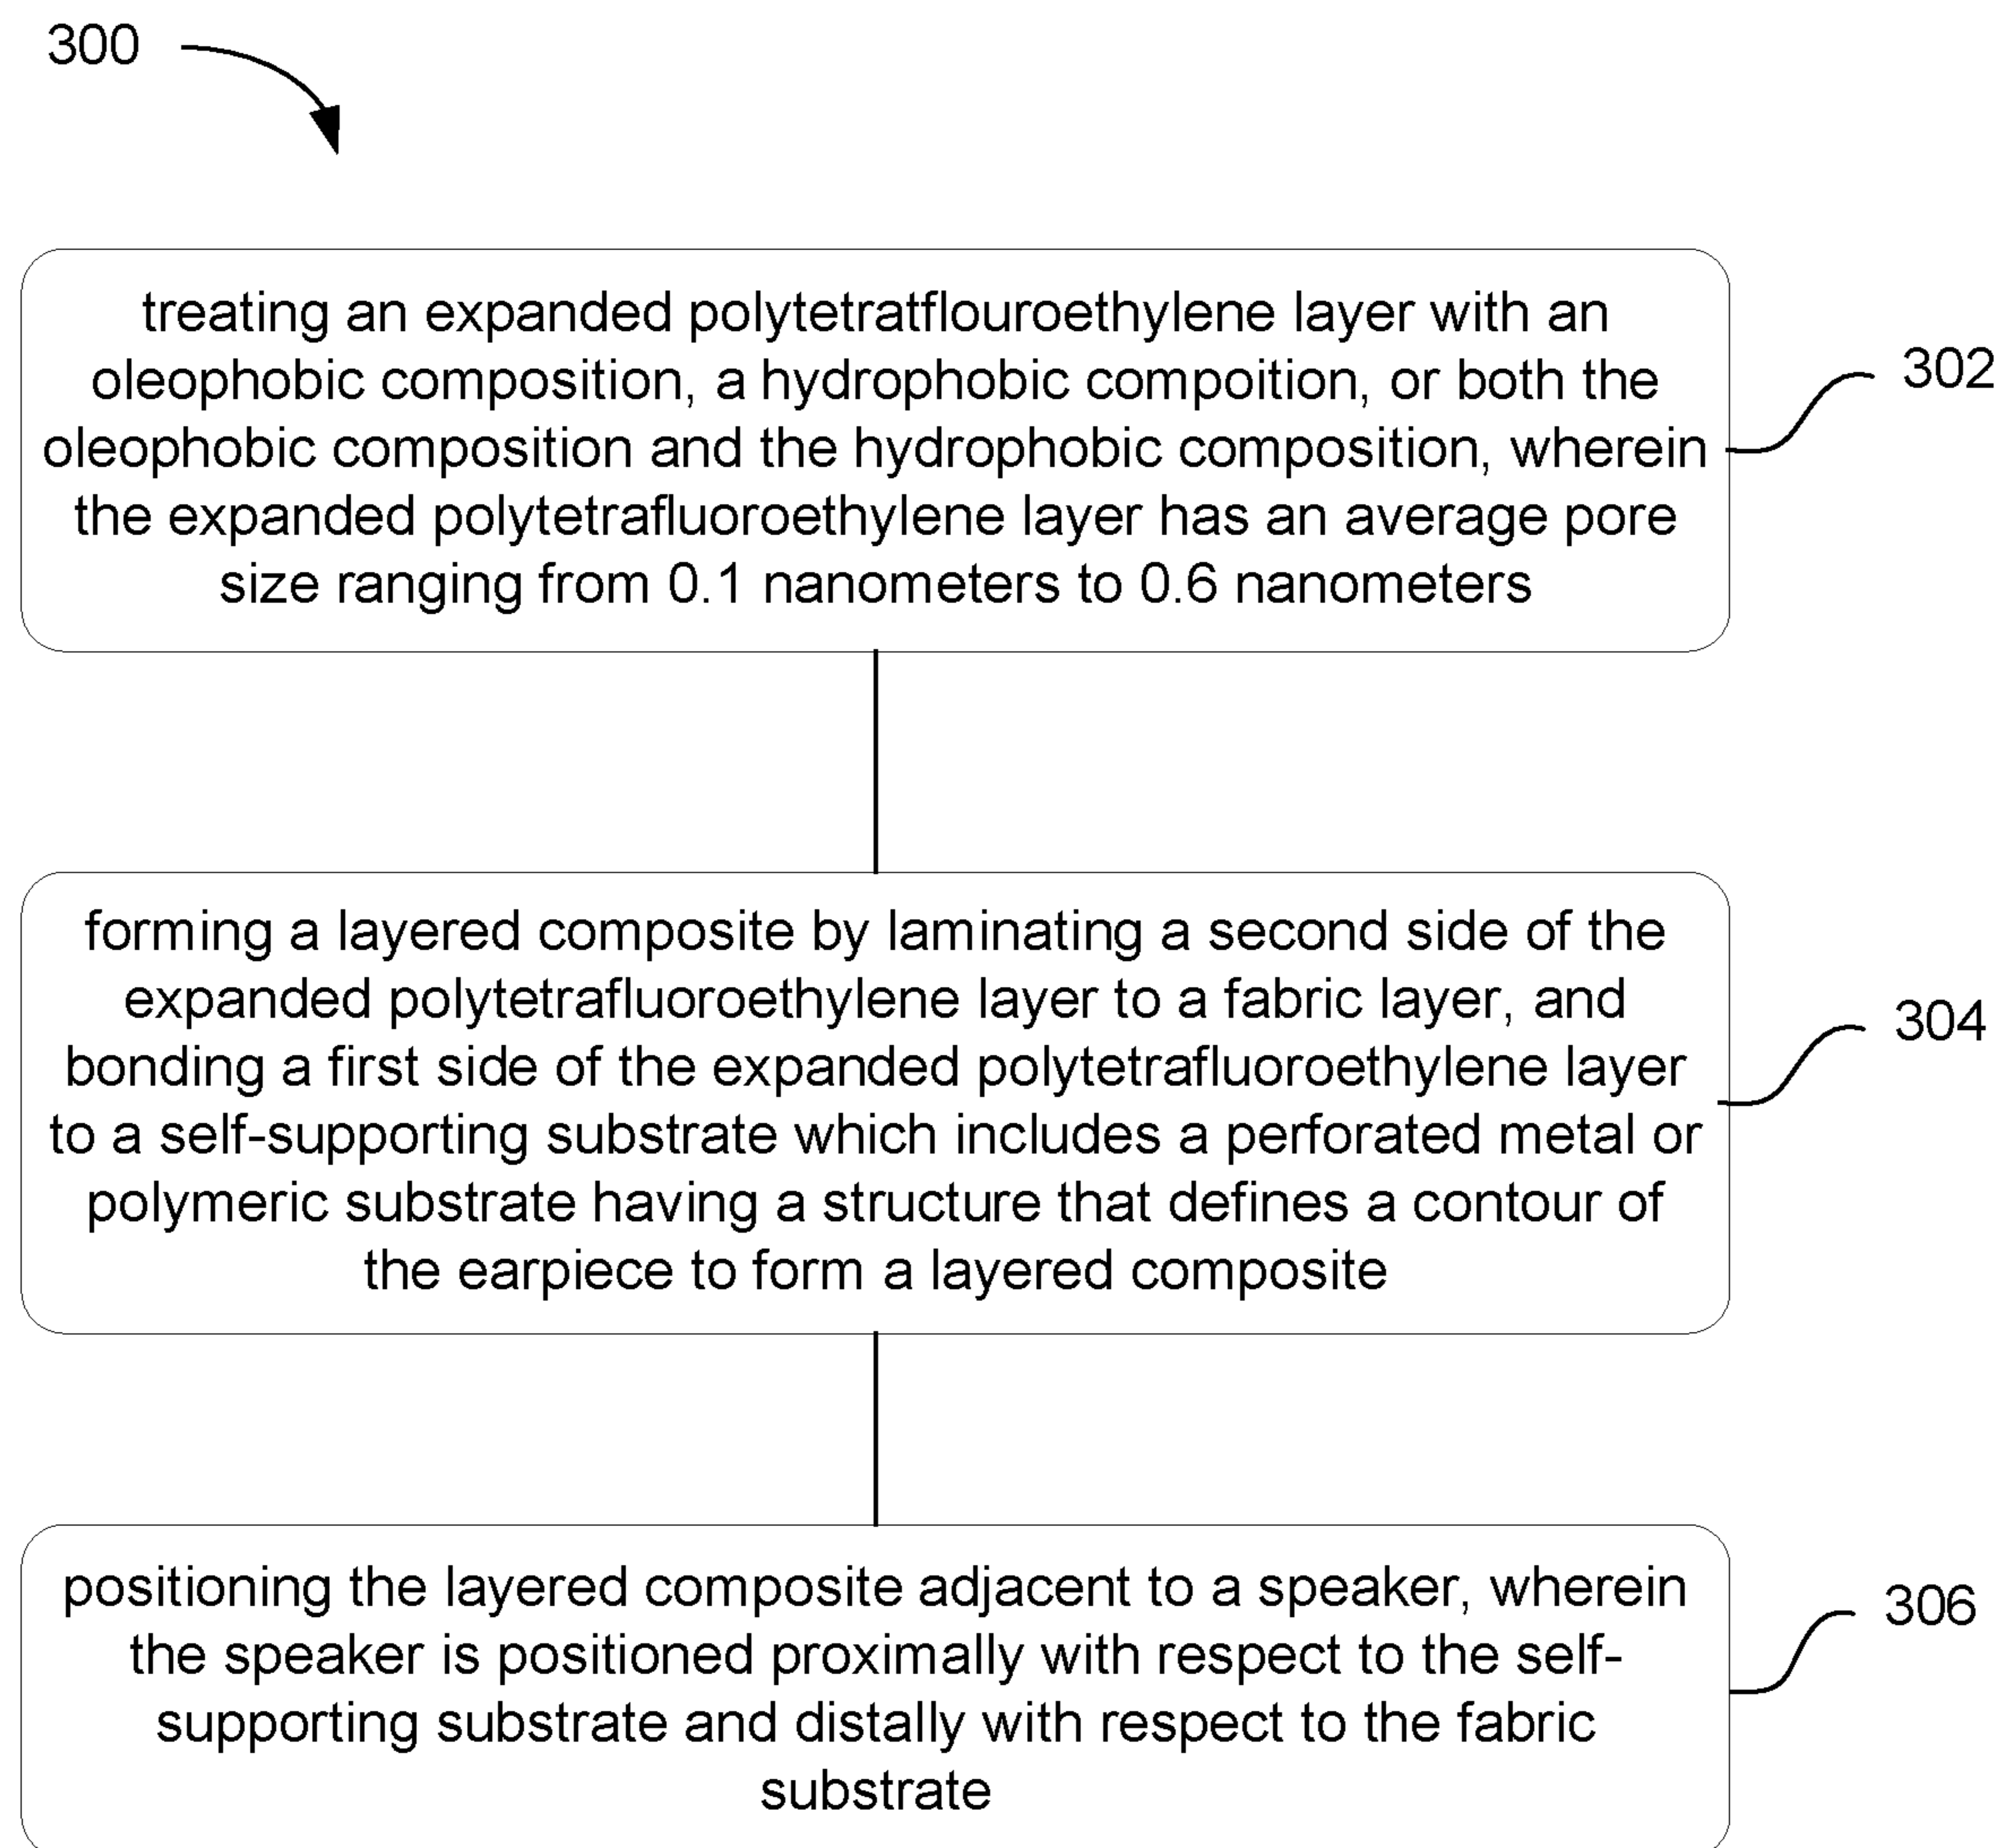 300
treating an expanded polytetratflouroethylene layer with an
oleophobic composition, a hydrophobic compoition, or both the
oleophobic composition and the hydrophobic composition, wherein
the expanded polytetrafluoroethylene layer has an average pore
size ranging from 0.1 nanometers to 0.6 nanometers
302
forming a layered composite by laminating a second side of the
expanded polytetrafluoroethylene layer to a fabric layer, and
bonding a first side of the expanded polytetrafluoroethylene layer
to a self-supporting substrate which includes a perforated metal or
polymeric substrate having a structure that defines a contour of
the earpiece to form a layered composite
304
positioning the layered composite adjacent to a speaker, wherein
the speaker is positioned proximally with respect to the self-
supporting substrate and distally with respect to the fabric
substrate
306